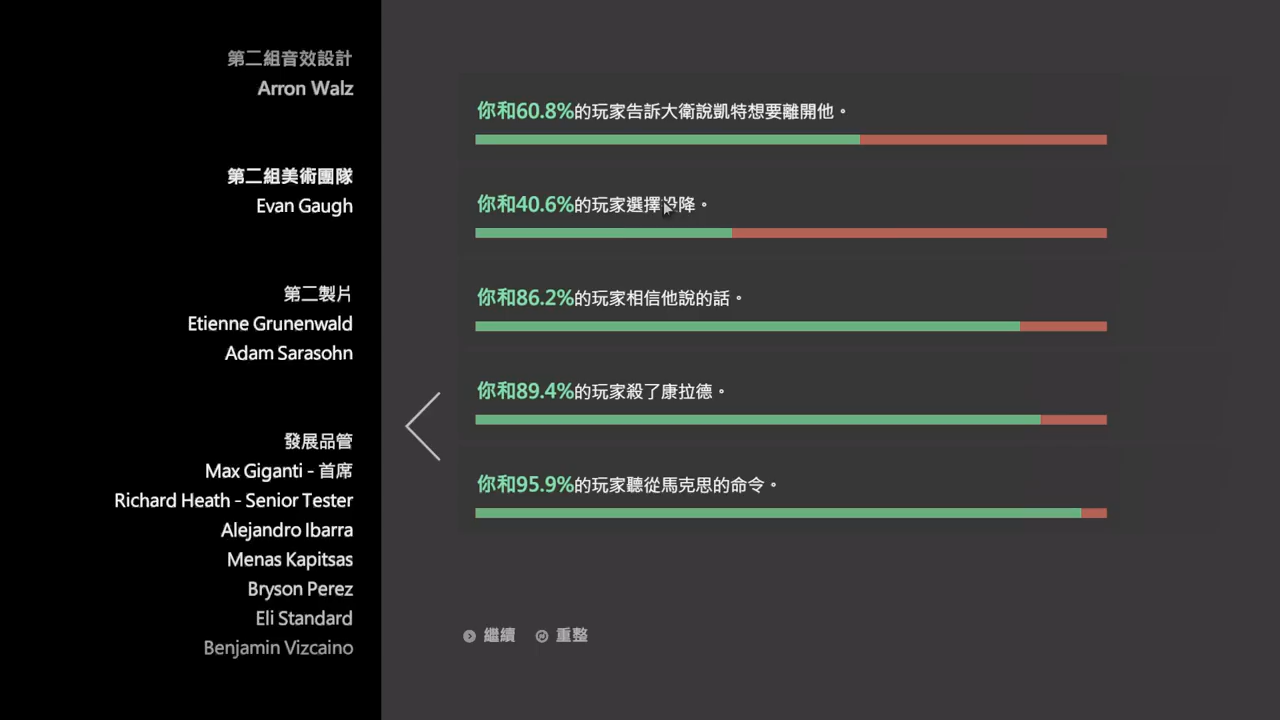 第二組音效設計
Arron Walz
第二組美術團隊
Evan Gaugh
第二製片
Etienne Grunenwald
Adam Sarasohn
發展品管
Max Giganti - 首席
Richard Heath - Senior Tester
Alejandro Ibarra
Menas Kapitsas
Bryson Perez
Eli Standard
Benjamin Vizcaino
你和60.8%的玩家告訴大衛說凱特想要離開他。
你和40.6%的玩家選擇投降。
你和86.2%的玩家相信他說的話。
你和89.4%的玩家殺了康拉德。
你和95.9%的玩家聽從馬克思的命令。
繼續
重整